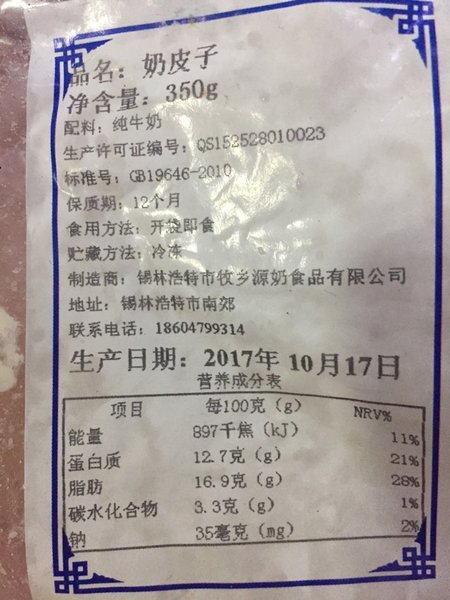 品名：奶皮子
净含量：350g
配料：纯牛奶
生产许可证编号：QS152528010023
标准号：GB19646-2010
保质期：12个月
食用方法：开袋即食
贮藏方法：冷冻
制造商：锡林浩特市牧乡源奶食品有限公司
地址：锡林浩特市南郊
联系电话：18604799314
生产日期：2017年 10月17日
营养成分表
项目 每100克（g） NRV%
能量 897千焦（kJ） 11%
蛋白质 12.7克（g） 21%
脂肪 16.9克（g） 28%
碳水化合物 3.3克（g） 1%
钠 35毫克（mg） 2%